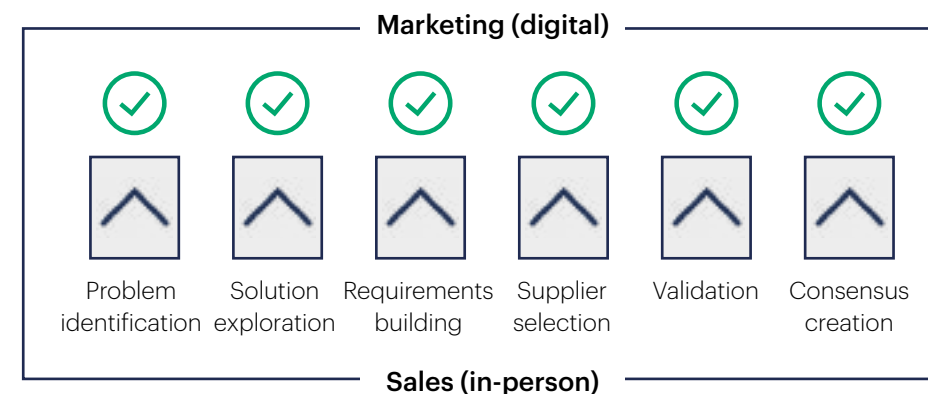 Marketing (digital)
Problem
identification
Solution
exploration
Requirements
building
Supplier
selection
Validation
Consensus
creation
Sales (in-person)